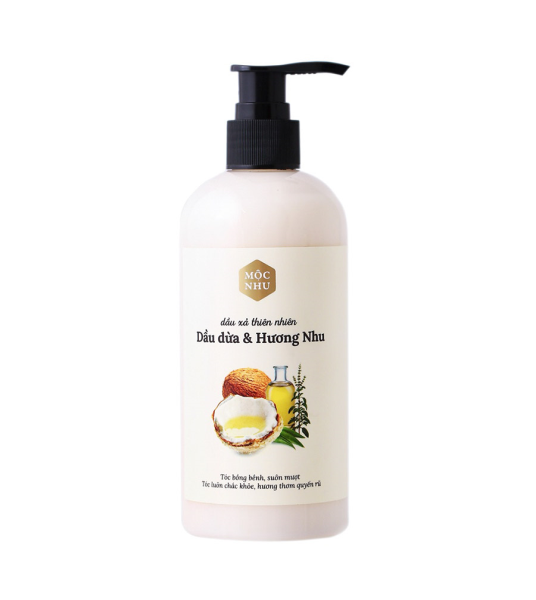 MỘC
NHU
dầu xả thiên nhiên
Dầu dừa & Hương Nhu
Tóc bồng bềnh, suôn mượt
Tóc luôn chắc khỏe, hương thơm quyến rũ